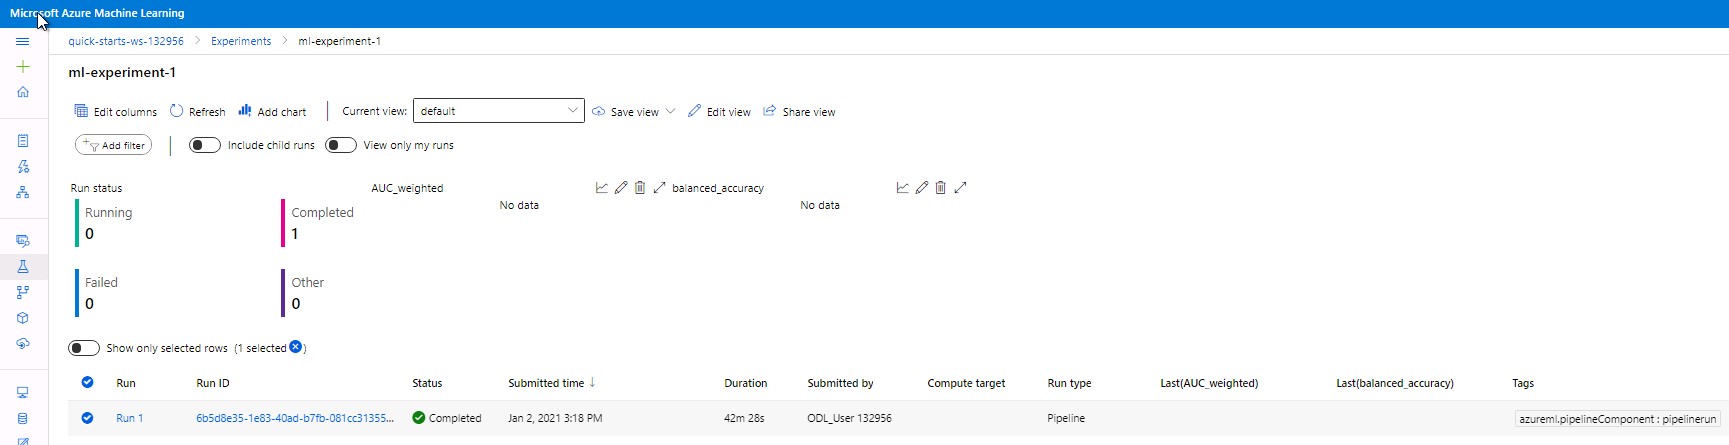 Microsoft Azure Machine Learning
quick-starts-ws-132956 > Experiments > ml-experiment-1
ml-experiment-1
Edit columns Refresh Add chart Current view: default Save view Edit view Share view
Add filter Include child runs View only my runs
Run status AUC_weighted balanced_accuracy
No data No data
Running Completed
0 1
Failed Other
0 0
Show only selected rows (1 selected )
Run Run ID Status Submitted time ↓ Duration Submitted by Compute target Run type Last(AUC_weighted) Last(balanced_accuracy) Tags
Run 1 6b5d8e35-1e83-40ad-b7fb-081cc31355... Completed Jan 2, 2021 3:18 PM 42m 28s ODL_User 132956 Pipeline azureml.pipelineComponent : pipelinerun